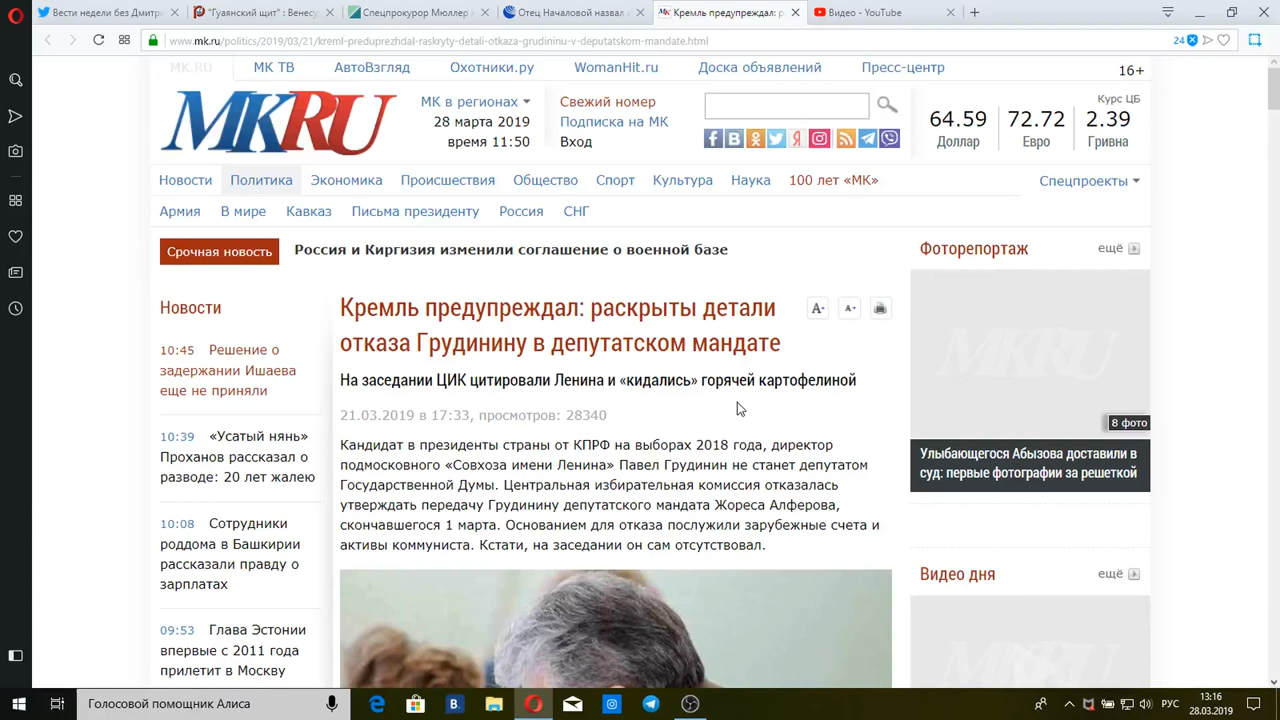 Вести недели без Дмитри
"Гуаянский щит" : Венесу
Спецпрокурор Мюллер -
Отец Началовой назвал е
Кремль предупреждал: р
Видео - YouTube
www.mk.ru/politics/2019/03/21/kreml-preduprezhdal-raskryty-detali-otkaza-grudininu-v-deputatskom-mandate.html
24
MK.RU
МК ТВ
АвтоВзгляд
Охотники.ру
WomanHit.ru
Доска объявлений
Пресс-центр
16+
MKRU
МК в регионах
28 марта 2019
время 11:50
Свежий номер
Подписка на МК
Вход
Курс ЦБ
64.59
72.72
2.39
Доллар
Евро
Гривна
Новости
Политика
Экономика
Происшествия
Общество
Спорт
Культура
Наука
100 лет «МК»
Спецпроекты
Армия
В мире
Кавказ
Письма президенту
Россия
СНГ
Срочная новость
Россия и Киргизия изменили соглашение о военной базе
Новости
10:45 Решение о
задержании Ишаева
еще не приняли
10:39 «Усатый нянь»
Проханов рассказал о
разводе: 20 лет жалею
10:08 Сотрудники
роддома в Башкирии
рассказали правду о
зарплатах
09:53 Глава Эстонии
впервые с 2011 года
прилетит в Москву
Кремль предупреждал: раскрыты детали
отказа Грудинину в депутатском мандате
A+
A-
На заседании ЦИК цитировали Ленина и «кидались» горячей картофелиной
21.03.2019 в 17:33, просмотров: 28340
Кандидат в президенты страны от КПРФ на выборах 2018 года, директор
подмосковного «Совхоза имени Ленина» Павел Грудинин не станет депутатом
Государственной Думы. Центральная избирательная комиссия отказалась
утверждать передачу Грудинину депутатского мандата Жореса Алферова,
скончавшегося 1 марта. Основанием для отказа послужили зарубежные счета и
активы коммуниста. Кстати, на заседании он сам отсутствовал.
Фоторепортаж
ещё
MKRU
8 фото
Улыбающегося Абызова доставили в
суд: первые фотографии за решеткой
Видео дня
ещё
Голосовой помощник Алиса
РУС
13:16
28.03.2019